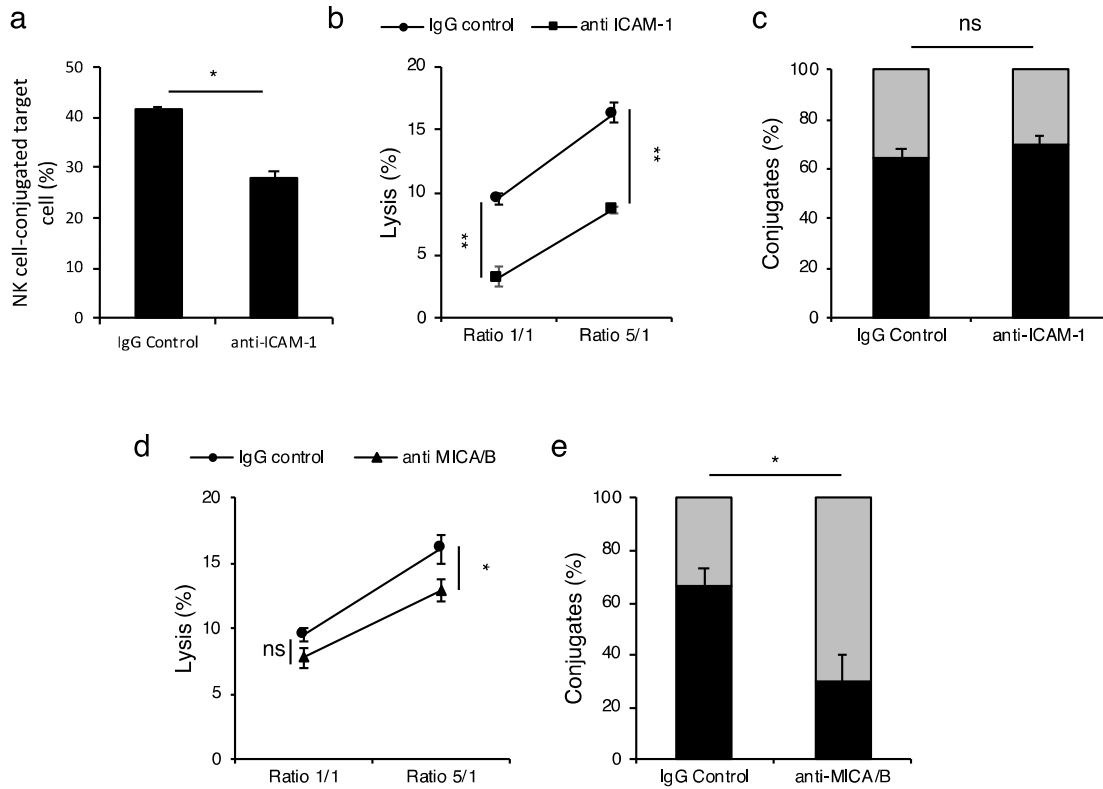 a
NK cell-conjugated target
cell (%)
50
40
30
20
10
0
*
IgG Control
anti-ICAM-1
b
IgG control
anti ICAM-1
Lysis (%)
20
15
10
5
0
**
**
Ratio 1/1
Ratio 5/1
c
ns
Conjugates (%)
100
80
60
40
20
0
IgG Control
anti-ICAM-1
d
IgG control
anti MICA/B
Lysis (%)
20
15
10
5
0
ns
*
Ratio 1/1
Ratio 5/1
e
*
Conjugates (%)
100
80
60
40
20
0
IgG Control
anti-MICA/B